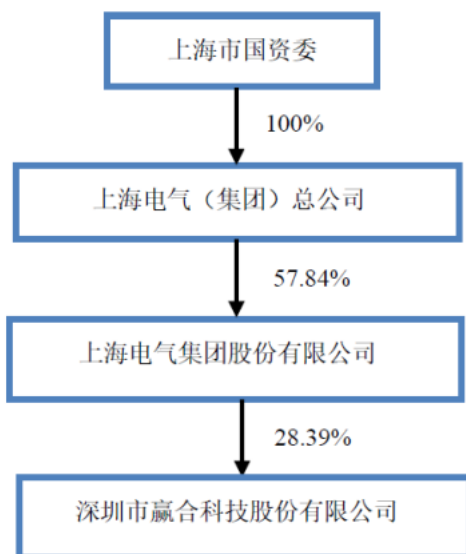 上海市国资委
100%
上海电气（集团）总公司
57.84%
上海电气集团股份有限公司
28.39%
深圳市赢合科技股份有限公司